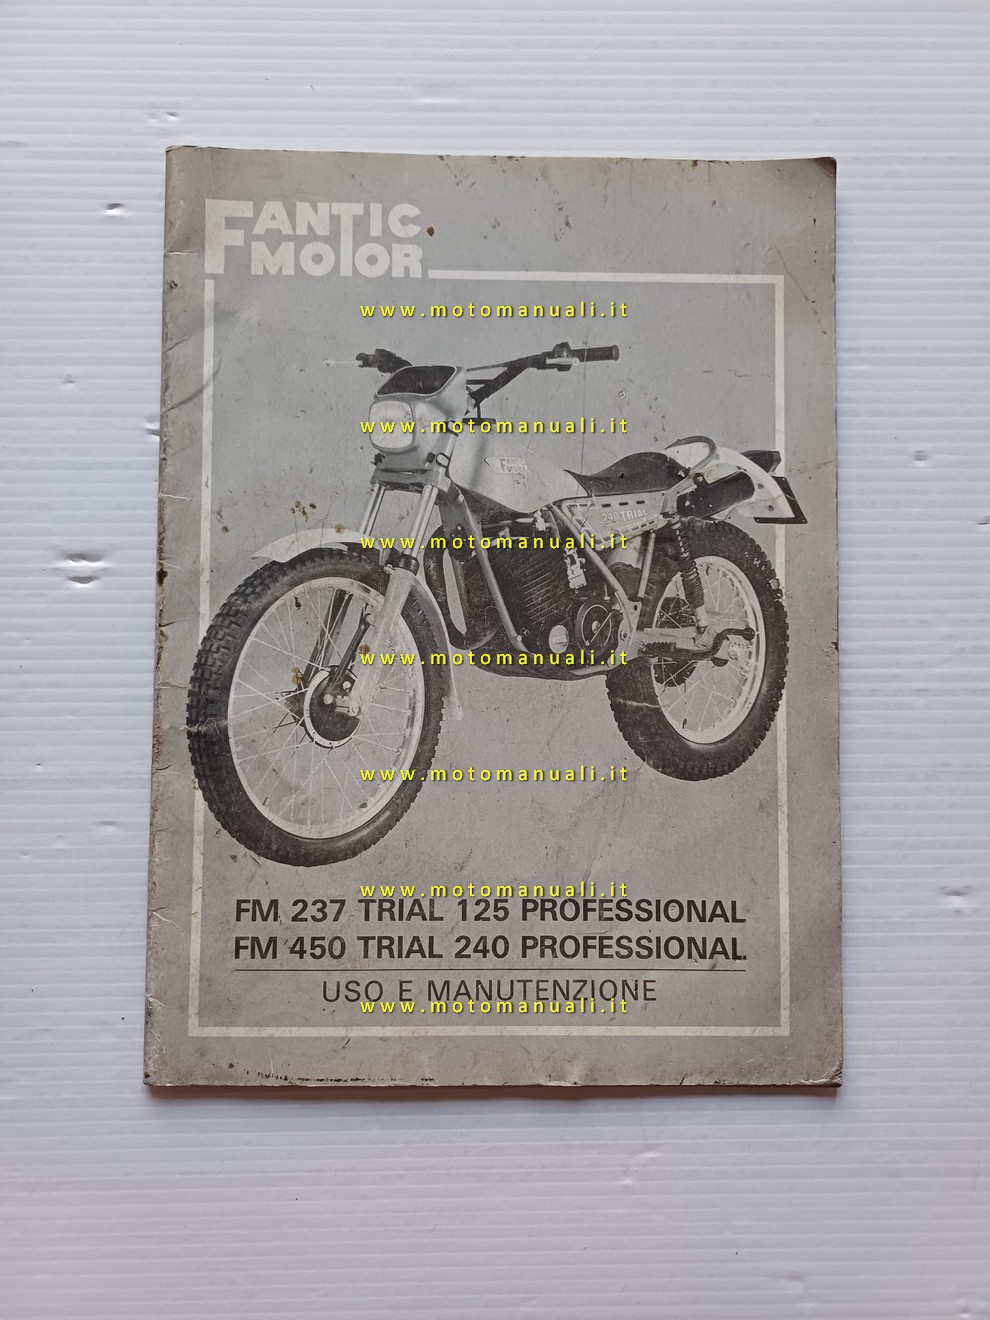 FANTIC
MOTOR
www.motomanuali.it
www.motomanuali.it
240 TRIAL
www.motomanuali.it
www.motomanuali.it
www.motomanuali.it
www.motomanuali.it
FM 237 TRIAL 125 PROFESSIONAL
FM 450 TRIAL 240 PROFESSIONAL
USO E MANUTENZIONE
www.motomanuali.it